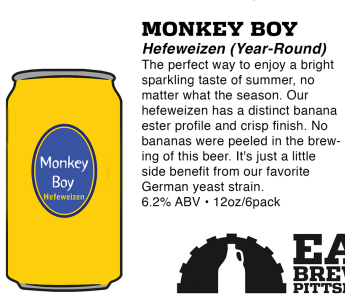 MONKEY BOY
Hefeweizen (Year-Round)
The perfect way to enjoy a bright
sparkling taste of summer, no
matter what the season. Our
hefeweizen has a distinct banana
ester profile and crisp finish. No
bananas were peeled in the brew-
ing of this beer. It's just a little
side benefit from our favorite
German yeast strain.
6.2% ABV • 12oz/6pack
Monkey
Boy
Hefeweizen